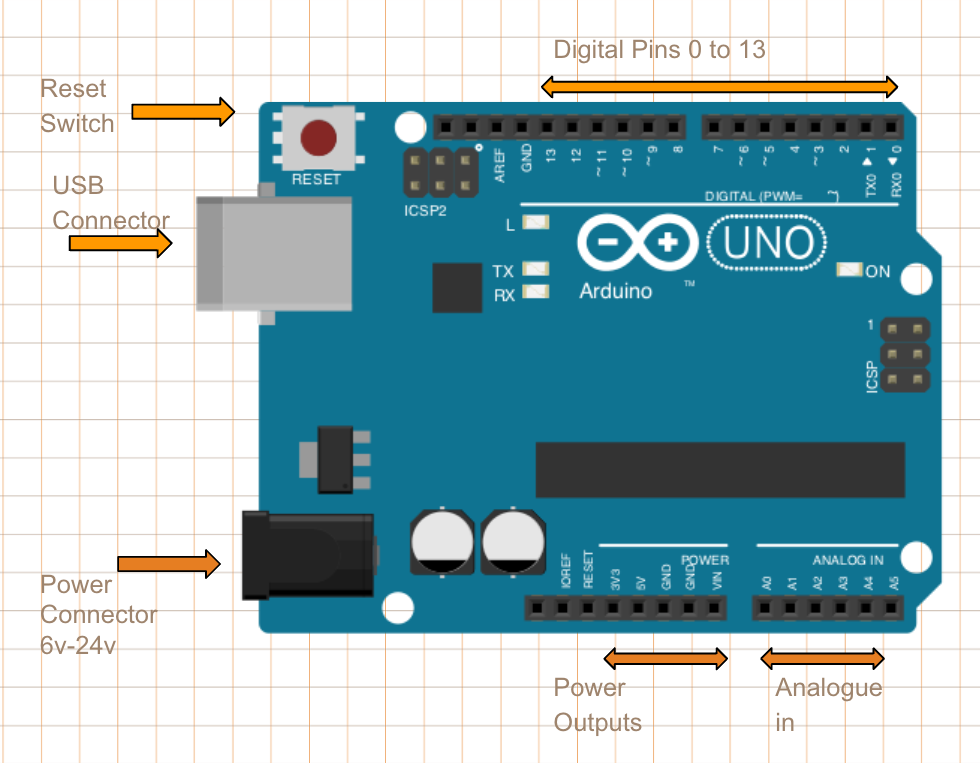 Digital Pins 0 to 13
Reset
Switch
USB
Connector
RESET
ICSP2
AREF
GND
13
12
~11
~10
~9
8
7
~6
~5
4
~3
2
TX0 ▶ 1
RX0 ◀ 0
DIGITAL (PWM= ~)
L
TX
RX
UNO
Arduino
TM
ON
1
ICSP
Power
Connector
6v-24v
IOREF
RESET
3V3
5V
GND
GND
VIN
POWER
ANALOG IN
A0
A1
A2
A3
A4
A5
Power
Outputs
Analogue
in